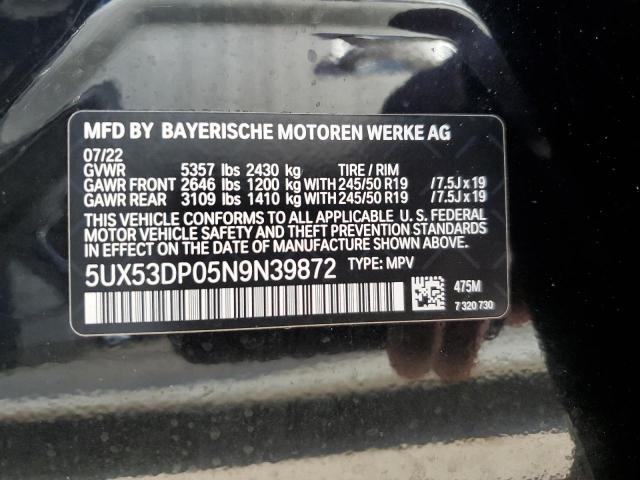 MFD BY BAYERISCHE MOTOREN WERKE AG
07/22
GVWR 5357 lbs 2430 kg TIRE / RIM
GAWR FRONT 2646 lbs 1200 kg WITH 245/50 R19 /7.5J x 19
GAWR REAR 3109 lbs 1410 kg WITH 245/50 R19 /7.5J x 19
THIS VEHICLE CONFORMS TO ALL APPLICABLE U. S. FEDERAL
MOTOR VEHICLE SAFETY, BUMPER, AND THEFT PREVENTION STANDARDS
IN EFFECT ON THE DATE OF MANUFACTURE SHOWN ABOVE.
5UX53DP05N9N39872 TYPE: MPV
475M
7 320 730